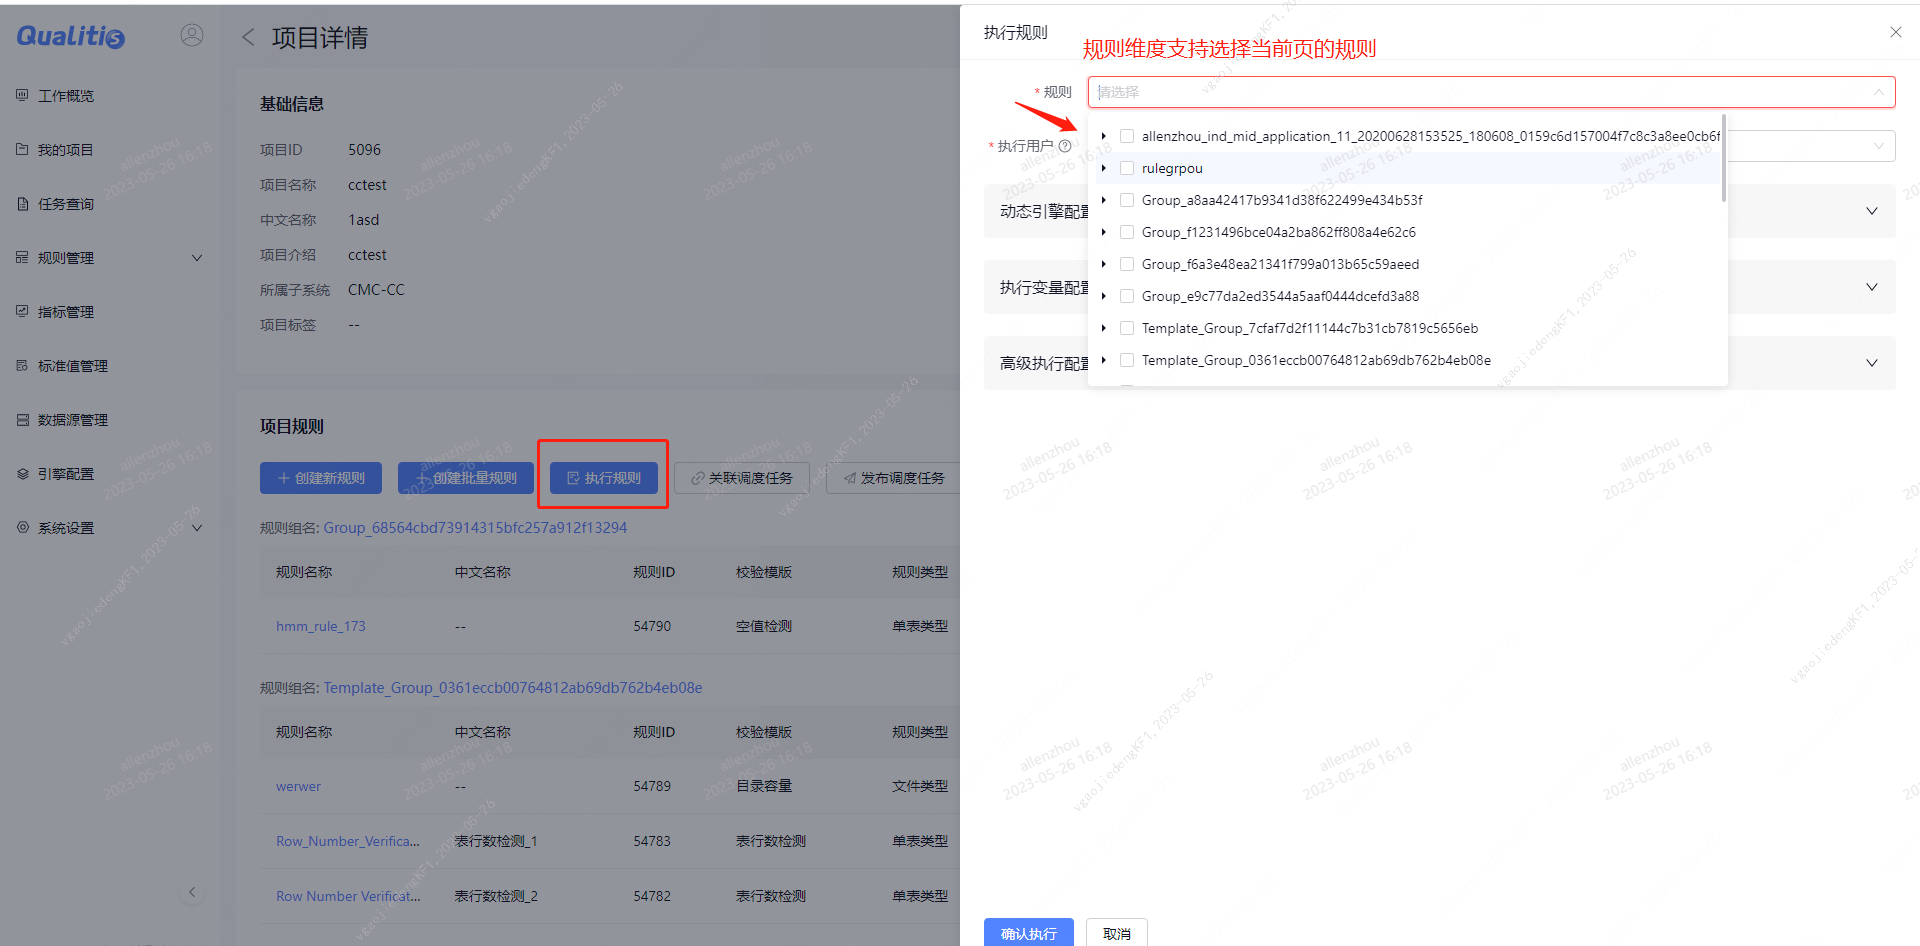 Qualitis
工作概览
我的项目
任务查询
规则管理
指标管理
标准值管理
数据源管理
引擎配置
系统设置
项目详情
基础信息
项目ID 5096
项目名称 cctest
中文名称 1asd
项目介绍 cctest
所属子系统 CMC-CC
项目标签 --
项目规则
创建新规则
创建批量规则
执行规则
关联调度任务
发布调度任务
规则组名: Group_68564cbd73914315bfc257a912f13294
规则名称 中文名称 规则ID 校验模版 规则类型
hmm_rule_173 -- 54790 空值检测 单表类型
规则组名: Template_Group_0361eccb00764812ab69db762b4eb08e
规则名称 中文名称 规则ID 校验模版 规则类型
werwer -- 54789 目录容量 文件类型
Row_Number_Verifica... 表行数检测_1 54783 表行数检测 单表类型
Row Number Verificat... 表行数检测_2 54782 表行数检测 单表类型
执行规则
规则维度支持选择当前页的规则
* 规则 请选择
* 执行用户
allenzhou_ind_mid_application_11_20200628153525_180608_0159c6d157004f7c8c3a8ee0cb6f
rulegrpou
Group_a8aa42417b9341d38f622499e434b53f
Group_f1231496bce04a2ba862ff808a4e62c6
Group_f6a3e48ea21341f799a013b65c59aeed
Group_e9c77da2ed3544a5aaf0444dcefd3a88
Template_Group_7cfaf7d2f11144c7b31cb7819c5656eb
Template_Group_0361eccb00764812ab69db762b4eb08e
动态引擎配置
执行变量配置
高级执行配置
确认执行
取消
allenzhou
2023-05-26 16:18
vgaojiedengKF1, 2023-05-26